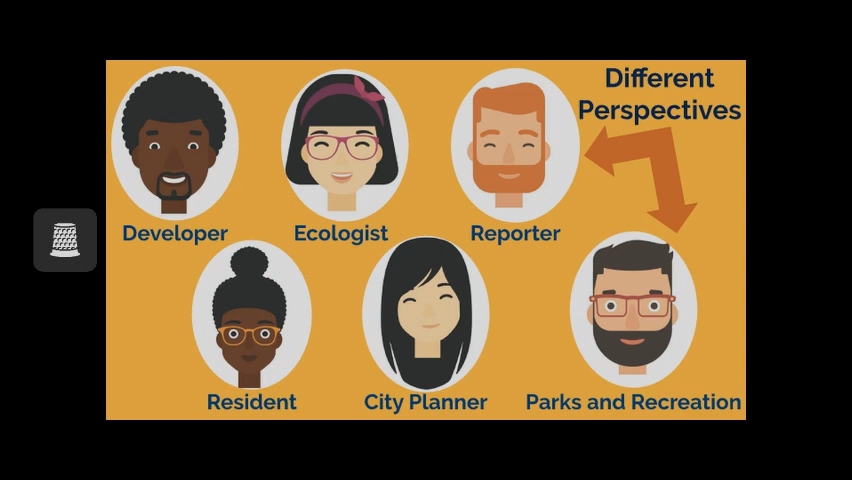 Different
Perspectives
Developer
Ecologist
Reporter
Resident
City Planner
Parks and Recreation